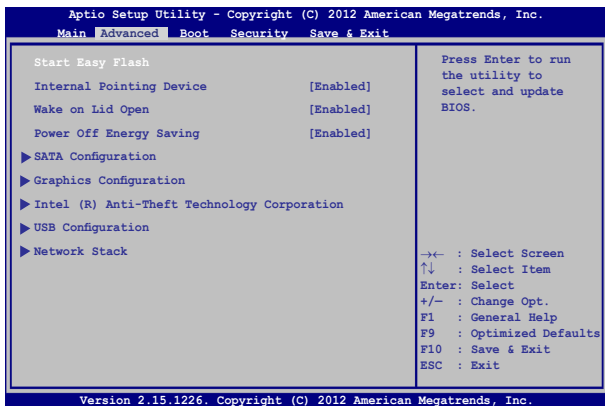 Aptio Setup Utility - Copyright (C) 2012 American Megatrends, Inc.
Main Advanced Boot Security Save & Exit
Start Easy Flash
Internal Pointing Device [Enabled]
Wake on Lid Open [Enabled]
Power Off Energy Saving [Enabled]
SATA Configuration
Graphics Configuration
Intel (R) Anti-Theft Technology Corporation
USB Configuration
Network Stack
Press Enter to run
the utility to
select and update
BIOS.
→← : Select Screen
↑↓ : Select Item
Enter: Select
+/— : Change Opt.
F1 : General Help
F9 : Optimized Defaults
F10 : Save & Exit
ESC : Exit
Version 2.15.1226. Copyright (C) 2012 American Megatrends, Inc.